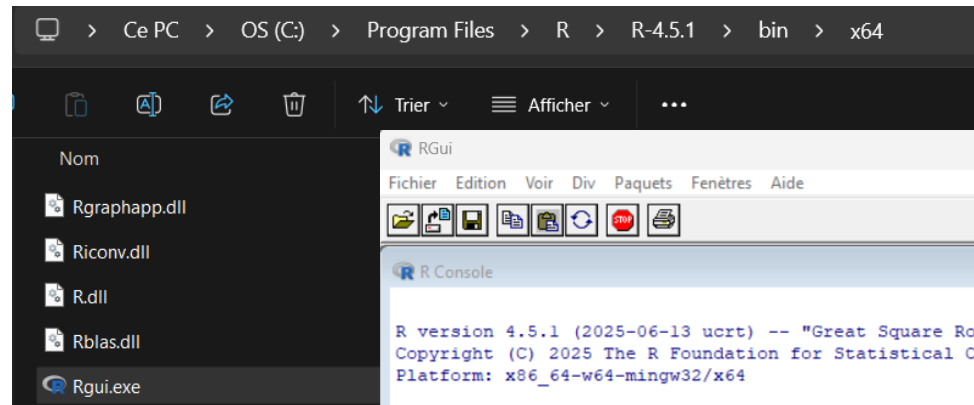 Ce PC > OS (C:) > Program Files > R > R-4.5.1 > bin > x64
Trier Afficher
Nom
Rgraphapp.dll
Riconv.dll
R.dll
Rblas.dll
Rgui.exe
RGui
Fichier Edition Voir Div Paquets Fenêtres Aide
STOP
R Console
R version 4.5.1 (2025-06-13 ucrt) -- "Great Square Ro
Copyright (C) 2025 The R Foundation for Statistical C
Platform: x86_64-w64-mingw32/x64